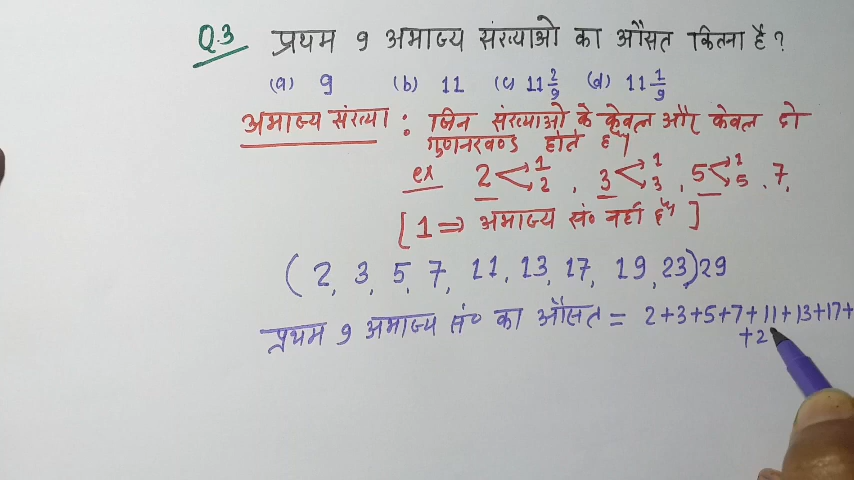 Q.3 प्रथम 9 अभाज्य संख्याओ का औसत कितना है?
(a) 9 (b) 11 (c) 11 2/9 (d) 11 1/9
अभाज्य संख्या : जिन संख्याओ के केवल और केवल दो
गुणनखण्ड होते हैं
ex 2 < 1 2 , 3 < 1 3 , 5 < 1 5 , 7,
[ 1 ⇒ अभाज्य सं० नहीं है ]
( 2, 3, 5, 7, 11, 13, 17, 19, 23) 29
प्रथम 9 अभाज्य सं० का औसत = 2+3+5+7+11+13+17+
+2